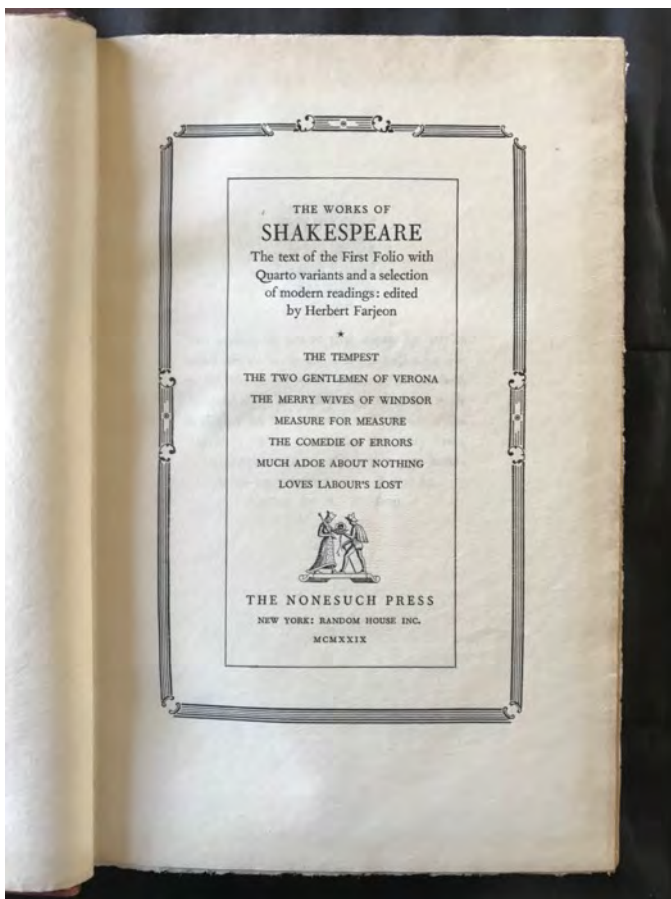 THE WORKS OF
SHAKESPEARE
The text of the First Folio with
Quarto variants and a selection
of modern readings: edited
by Herbert Farjeon
*
THE TEMPEST
THE TWO GENTLEMEN OF VERONA
THE MERRY WIVES OF WINDSOR
MEASURE FOR MEASURE
THE COMEDIE OF ERRORS
MUCH ADOE ABOUT NOTHING
LOVES LABOUR'S LOST
THE NONESUCH PRESS
NEW YORK: RANDOM HOUSE INC.
MCMXXIX